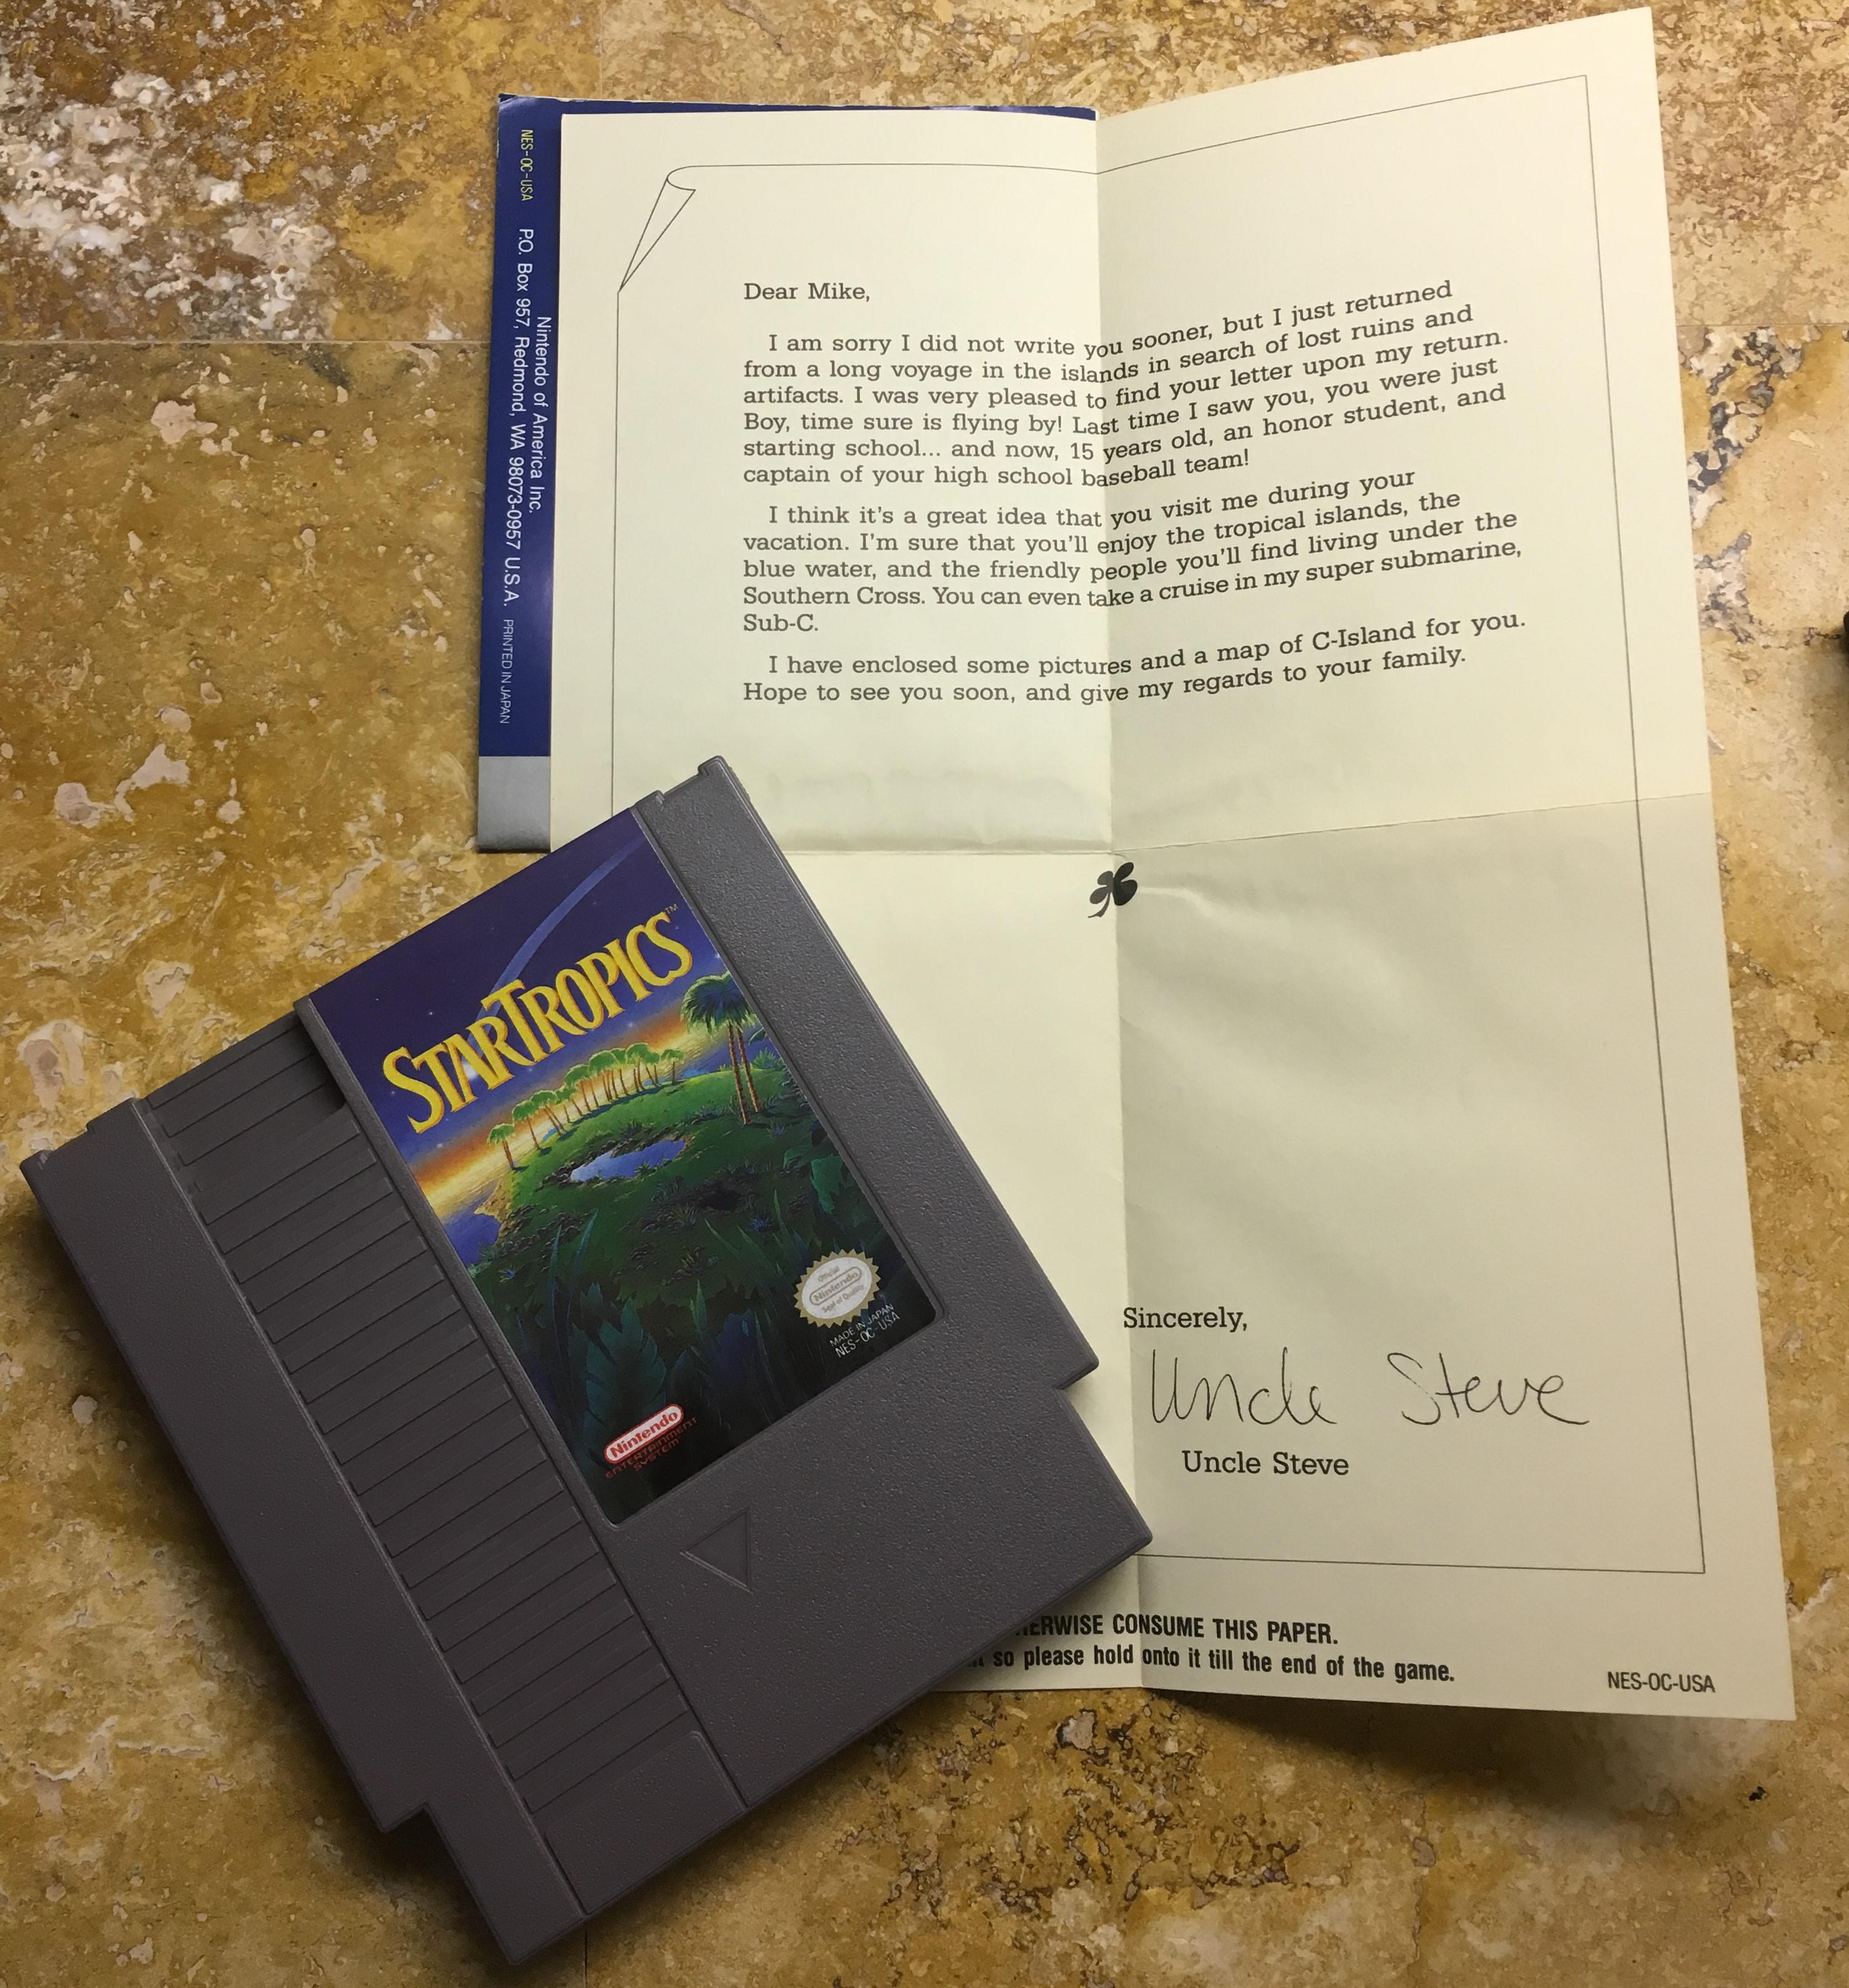 NES-OC-USA
Nintendo of America Inc.
P.O. Box 957, Redmond, WA 98073-0957 U.S.A. PRINTED IN JAPAN
Dear Mike,
I am sorry I did not write you sooner, but I just returned
from a long voyage in the islands in search of lost ruins and
artifacts. I was very pleased to find your letter upon my return.
Boy, time sure is flying by! Last time I saw you, you were just
starting school... and now, 15 years old, an honor student, and
captain of your high school baseball team!
I think it's a great idea that you visit me during your
vacation. I'm sure that you'll enjoy the tropical islands, the
blue water, and the friendly people you'll find living under the
Southern Cross. You can even take a cruise in my super submarine,
Sub-C.
I have enclosed some pictures and a map of C-Island for you.
Hope to see you soon, and give my regards to your family.
Sincerely,
Uncle Steve
Uncle Steve
CONSUME THIS PAPER.
so please hold onto it till the end of the game.
NES-OC-USA
STARTROPICS™
Official
Nintendo
Seal of Quality
MADE IN JAPAN
NES-OC-USA
Nintendo
ENTERTAINMENT
SYSTEM